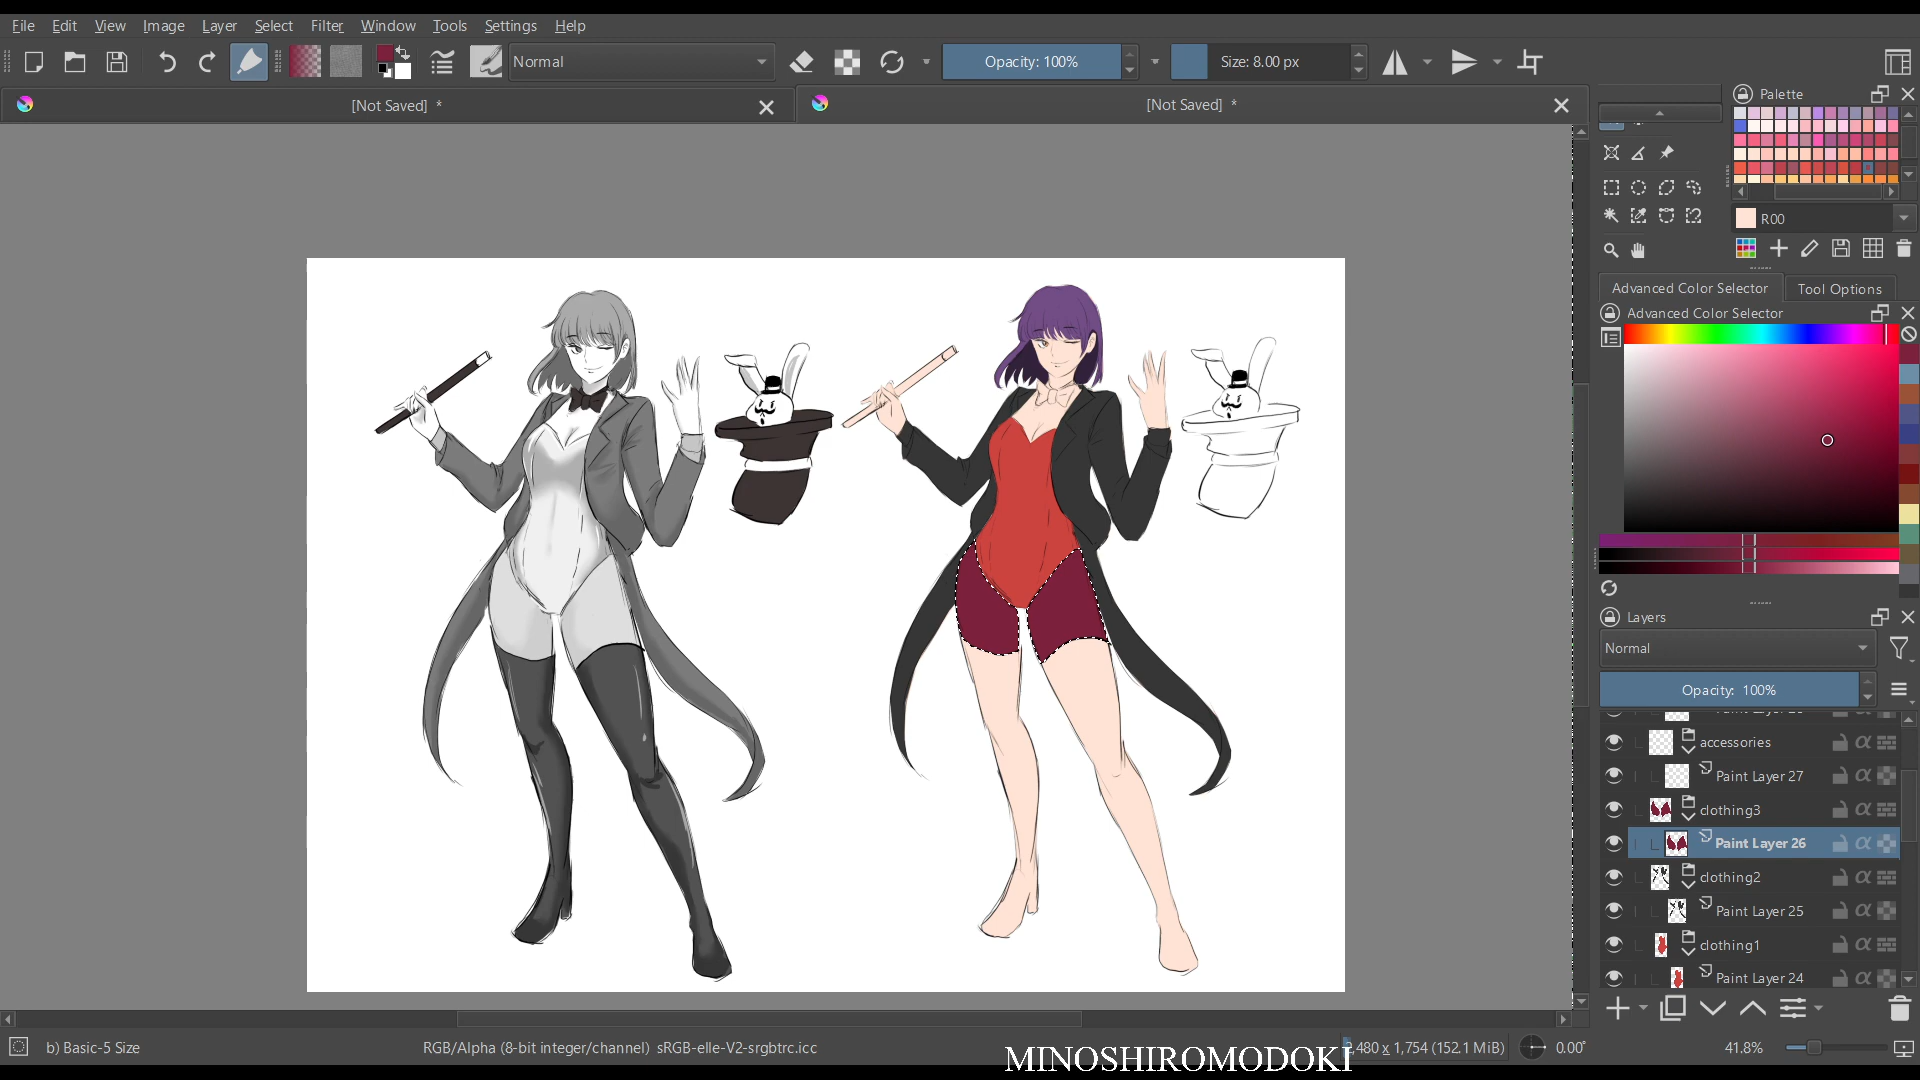 File Edit View Image Layer Select Filter Window Tools Settings Help
Normal
Opacity: 100%
Size: 8.00 px
[Not Saved] *
[Not Saved] *
Palette
R00
Advanced Color Selector
Tool Options
Advanced Color Selector
Layers
Normal
Opacity: 100%
accessories
Paint Layer 27
clothing3
Paint Layer 26
clothing2
Paint Layer 25
clothing1
Paint Layer 24
b) Basic-5 Size
RGB/Alpha (8-bit integer/channel) sRGB-elle-V2-srgbtrc.icc
MINOSHIROMODOKI
2,480 x 1,754 (152.1 MiB)
0.00°
41.8%